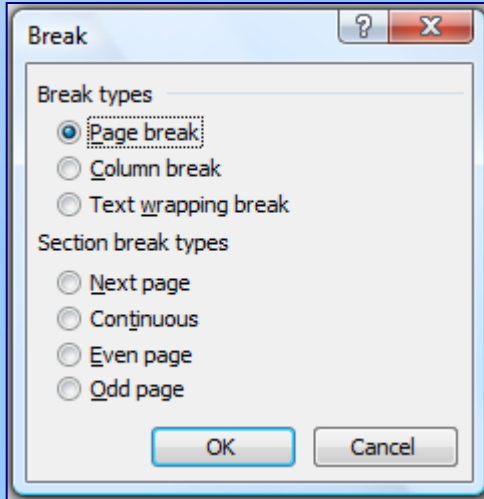 Break
?
X
Break types
Page break
Column break
Text wrapping break
Section break types
Next page
Continuous
Even page
Odd page
OK
Cancel